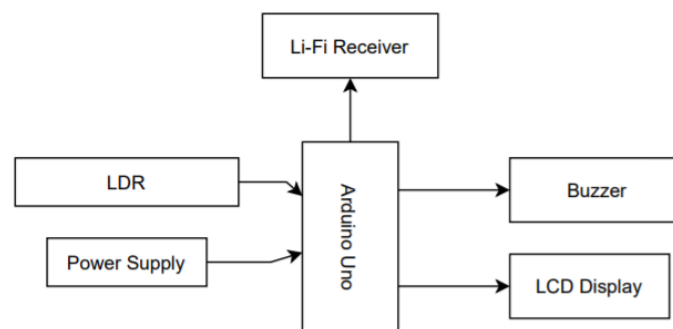 Li-Fi Receiver
LDR
Arduino Uno
Buzzer
Power Supply
LCD Display